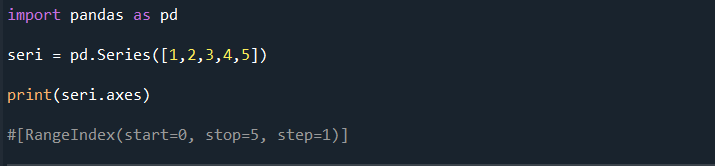 import pandas as pd
seri = pd.Series([1,2,3,4,5])
print(seri.axes)
#[RangeIndex(start=0, stop=5, step=1)]